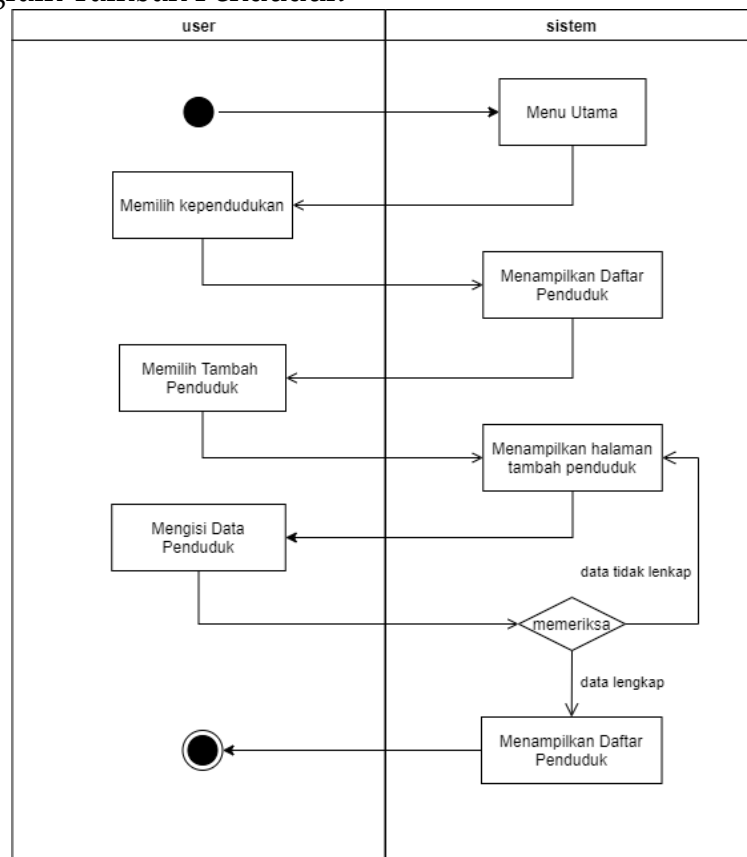 user
sistem
Menu Utama
Memilih kependudukan
Menampilkan Daftar
Penduduk
Memilih Tambah
Penduduk
Menampilkan halaman
tambah penduduk
Mengisi Data
Penduduk
data tidak lenkap
memeriksa
data lengkap
Menampilkan Daftar
Penduduk